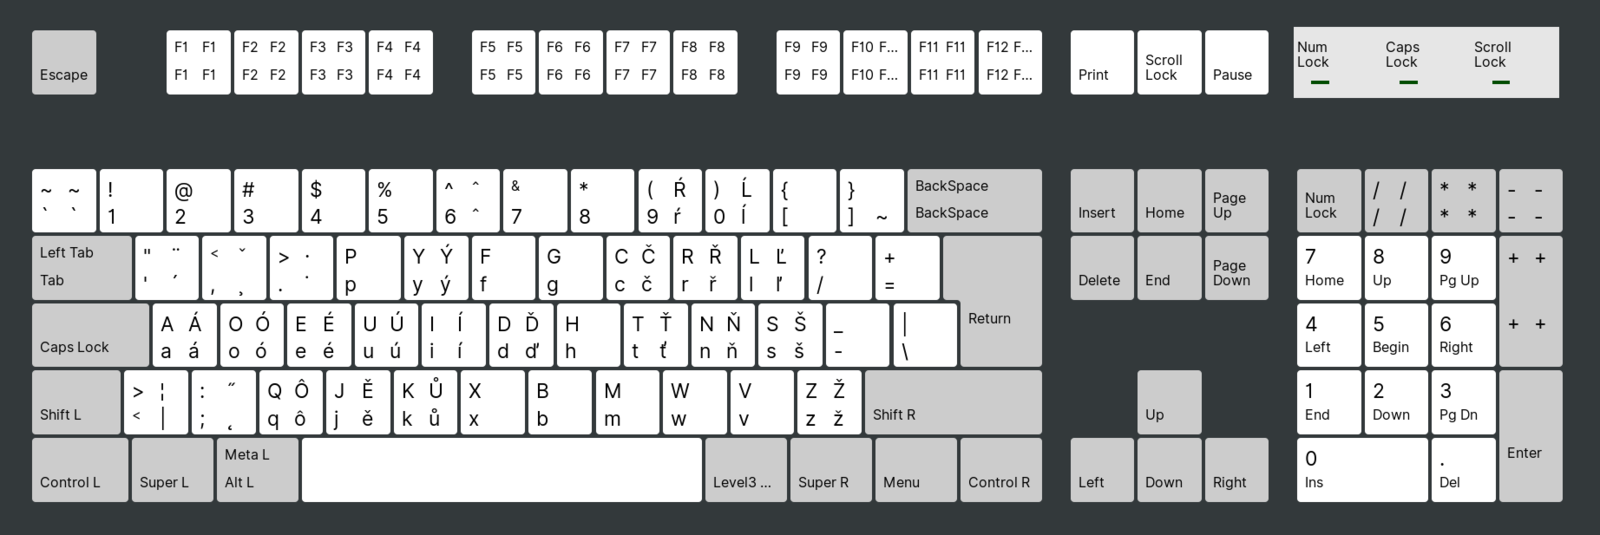 Escape
F1 F1
F1 F1
F2 F2
F2 F2
F3 F3
F3 F3
F4 F4
F4 F4
F5 F5
F5 F5
F6 F6
F6 F6
F7 F7
F7 F7
F8 F8
F8 F8
F9 F9
F9 F9
F10 F...
F10 F...
F11 F11
F11 F11
F12 F...
F12 F...
Print
Scroll
Lock
Pause
Num
Lock
Caps
Lock
Scroll
Lock
~ ~
` `
!
1
@
2
#
3
$
4
%
5
^ ˆ
6 ˆ
&
7
*
8
( Ŕ
9 ŕ
) Ĺ
0 ĺ
{
[
}
] ~
BackSpace
BackSpace
Insert
Home
Page
Up
Num
Lock
/ /
/ /
* *
* *
- -
- -
Left Tab
Tab
" ¨
' ´
< ˇ
, ¸
> ·
. ˙
P
p
Y Ý
y ý
F
f
G
g
C Č
c č
R Ř
r ř
L Ľ
l ľ
?
/
+
=
Return
Delete
End
Page
Down
7
Home
8
Up
9
Pg Up
+ +
+ +
Caps Lock
A Á
a á
O Ó
o ó
E É
e é
U Ú
u ú
I Í
i í
D Ď
d ď
H
h
T Ť
t ť
N Ň
n ň
S Š
s š
_
-
|
\
4
Left
5
Begin
6
Right
Shift L
> ¦
< |
: ˝
; ˛
Q Ô
q ô
J Ě
j ě
K Ů
k ů
X
x
B
b
M
m
W
w
V
v
Z Ž
z ž
Shift R
Up
1
End
2
Down
3
Pg Dn
Enter
Control L
Super L
Meta L
Alt L
Level3 ...
Super R
Menu
Control R
Left
Down
Right
0
Ins
.
Del